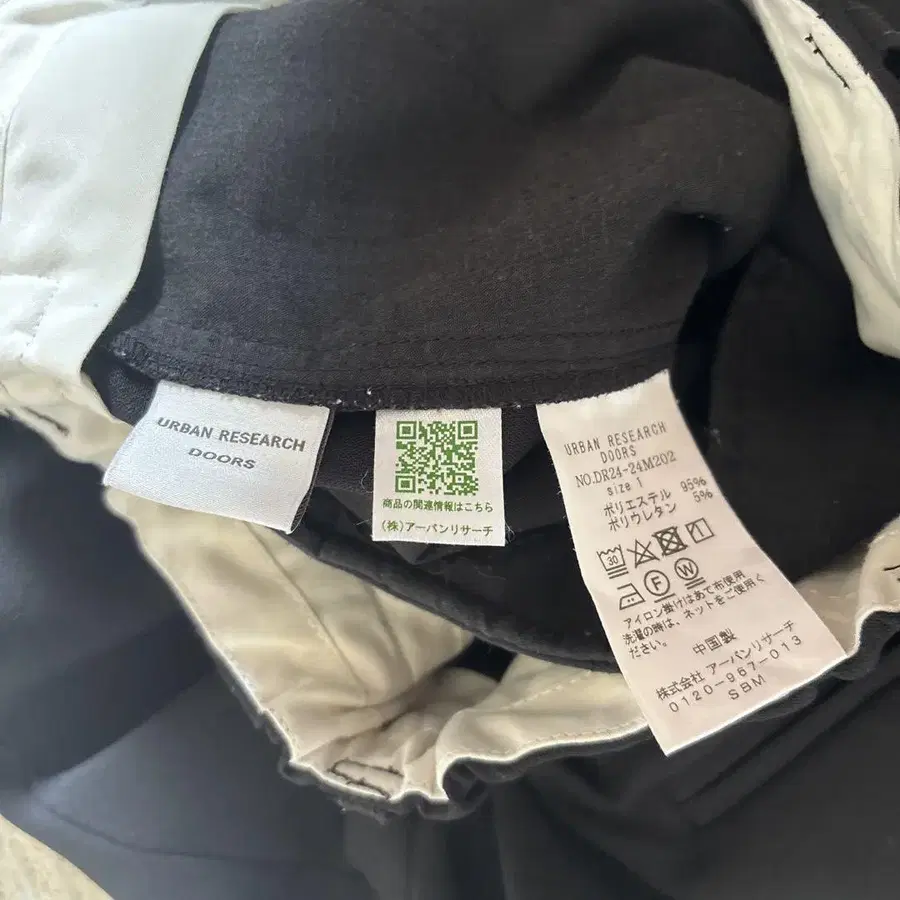 URBAN RESEARCH
DOORS
商品の関連情報はこちら
(株)アーバンリサーチ
URBAN RESEARCH
DOORS
NO.DR24-24M202
size 1
ポリエステル 95%
ポリウレタン 5%
30
F W
アイロン掛けはあて布使用
洗濯の時は、ネットをご使用く
ださい。
中国製
株式会社 アーバンリサーチ
0120-967-013
SBM